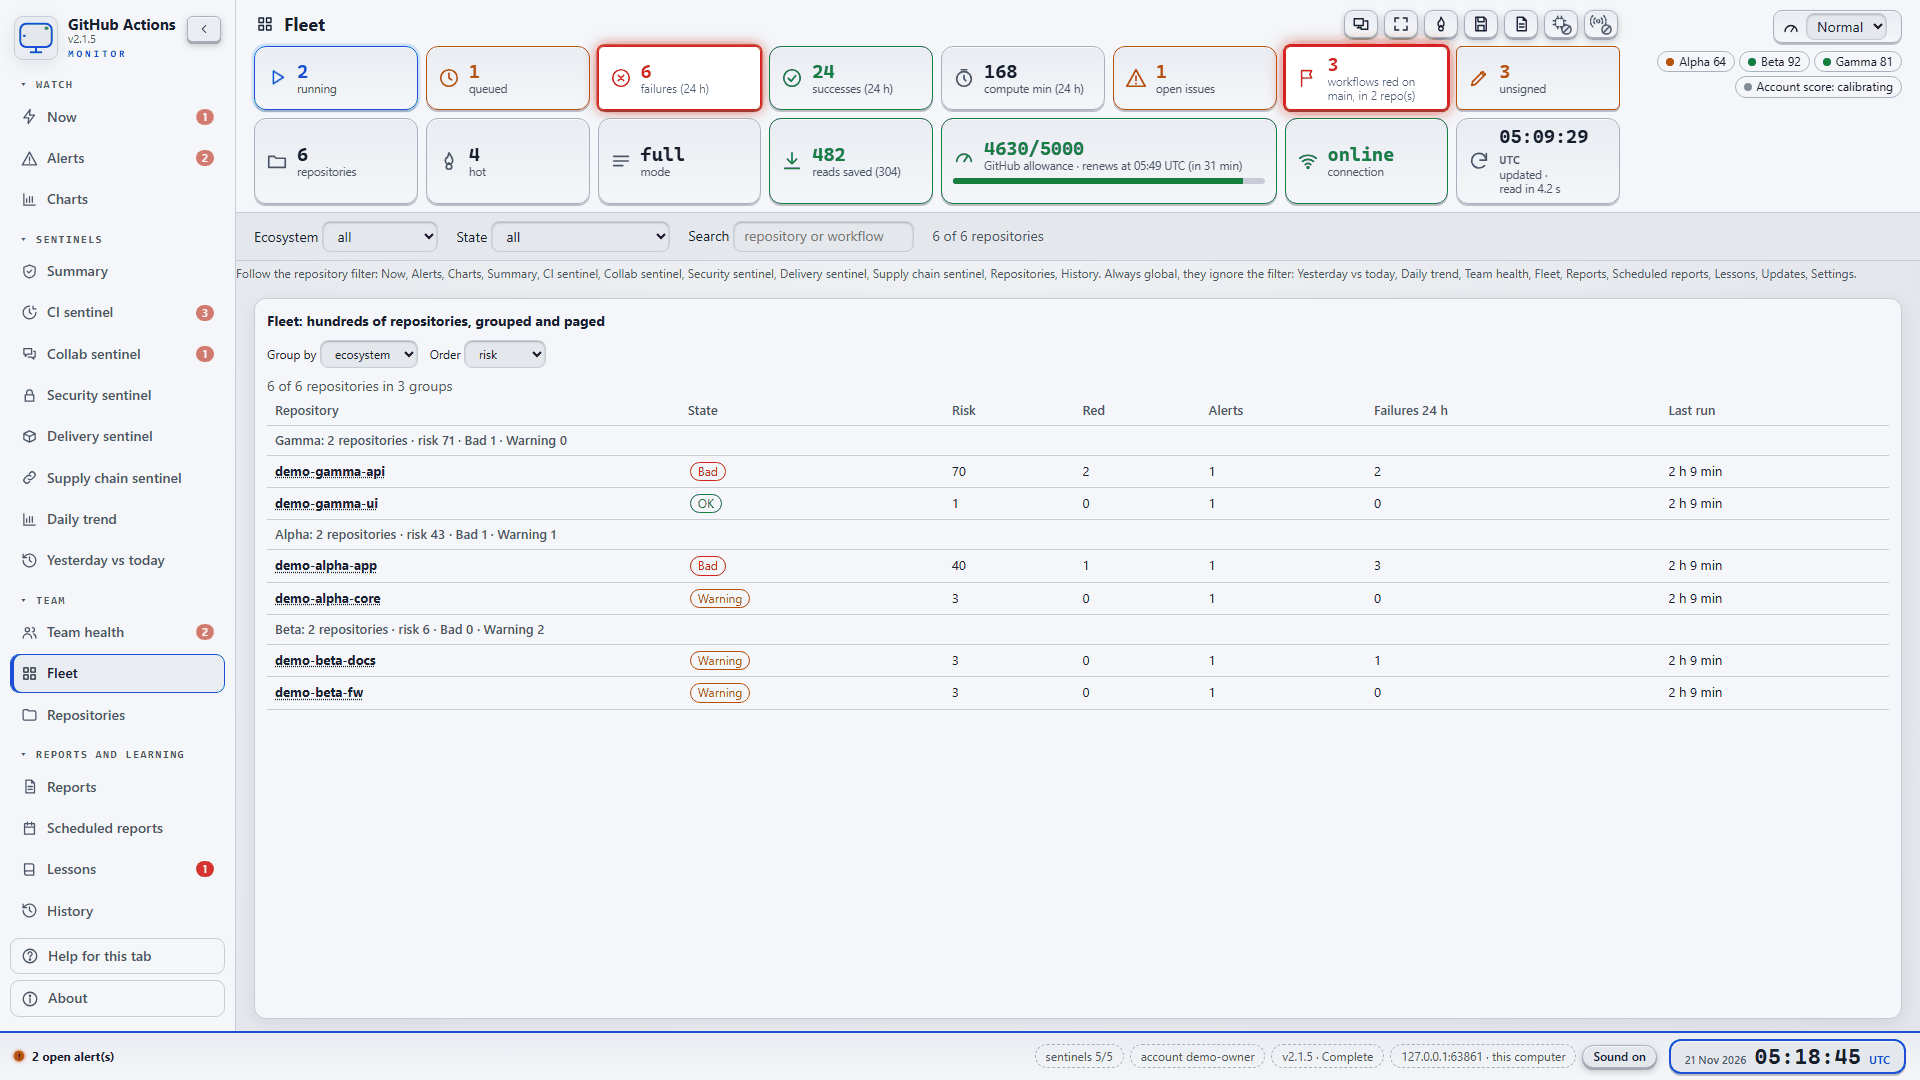 GitHub Actions
v2.1.5
MONITOR
WATCH
Now 1
Alerts 2
Charts
SENTINELS
Summary
CI sentinel 3
Collab sentinel 1
Security sentinel
Delivery sentinel
Supply chain sentinel
Daily trend
Yesterday vs today
TEAM
Team health 2
Fleet
Repositories
REPORTS AND LEARNING
Reports
Scheduled reports
Lessons 1
History
Help for this tab
About
Fleet
Normal
2
running
1
queued
6
failures (24 h)
24
successes (24 h)
168
compute min (24 h)
1
open issues
3
workflows red on
main, in 2 repo(s)
3
unsigned
Alpha 64
Beta 92
Gamma 81
Account score: calibrating
6
repositories
4
hot
full
mode
482
reads saved (304)
4630/5000
GitHub allowance · renews at 05:49 UTC (in 31 min)
online
connection
05:09:29
UTC
updated ·
read in 4.2 s
Ecosystem all State all Search repository or workflow 6 of 6 repositories
Follow the repository filter: Now, Alerts, Charts, Summary, CI sentinel, Collab sentinel, Security sentinel, Delivery sentinel, Supply chain sentinel, Repositories, History. Always global, they ignore the filter: Yesterday vs today, Daily trend, Team health, Fleet, Reports, Scheduled reports, Lessons, Updates, Settings.
Fleet: hundreds of repositories, grouped and paged
Group by ecosystem Order risk
6 of 6 repositories in 3 groups
Repository State Risk Red Alerts Failures 24 h Last run
Gamma: 2 repositories · risk 71 · Bad 1 · Warning 0
demo-gamma-api Bad 70 2 1 2 2 h 9 min
demo-gamma-ui OK 1 0 1 0 2 h 9 min
Alpha: 2 repositories · risk 43 · Bad 1 · Warning 1
demo-alpha-app Bad 40 1 1 3 2 h 9 min
demo-alpha-core Warning 3 0 1 0 2 h 9 min
Beta: 2 repositories · risk 6 · Bad 0 · Warning 2
demo-beta-docs Warning 3 0 1 1 2 h 9 min
demo-beta-fw Warning 3 0 1 0 2 h 9 min
2 open alert(s)
sentinels 5/5
account demo-owner
v2.1.5 · Complete
127.0.0.1:63861 · this computer
Sound on
21 Nov 2026 05:18:45 UTC